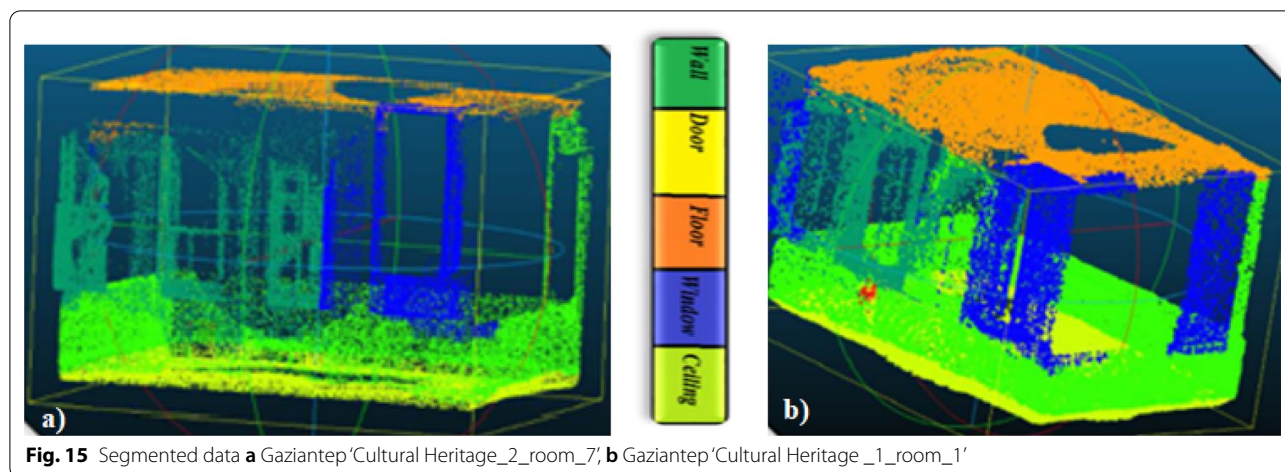 Wall
Door
Floor
Window
Ceiling
a)
b)
Fig. 15 Segmented data a Gaziantep ‘Cultural Heritage_2_room_7’, b Gaziantep ‘Cultural Heritage _1_room_1’